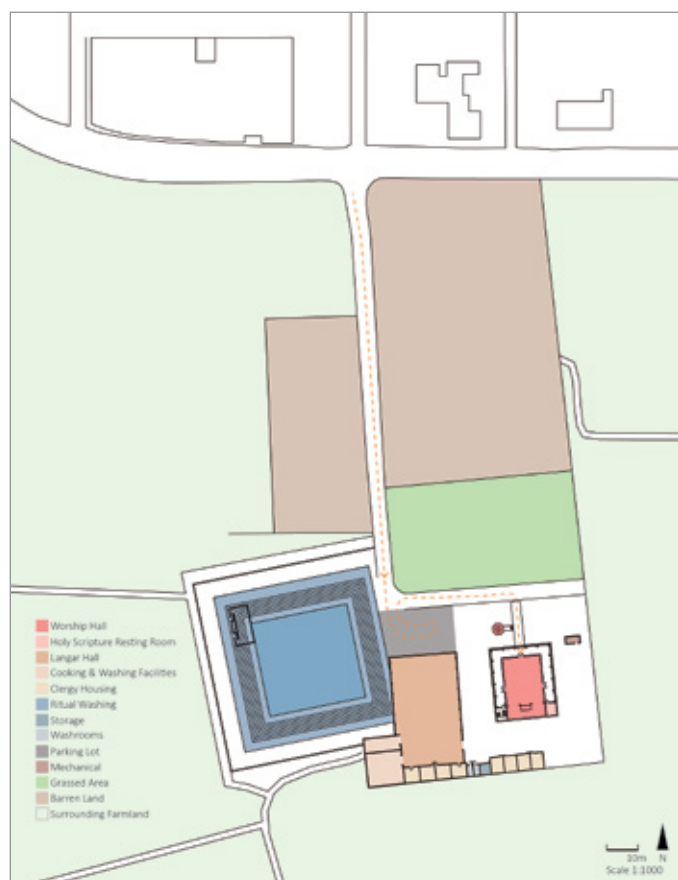 Worship Hall
Holy Scripture Resting Room
Langar Hall
Cooking & Washing Facilities
Clergy Housing
Ritual Washing
Storage
Washrooms
Parking Lot
Mechanical
Grassed Area
Barren Land
Surrounding Farmland
10m N
Scale 1:1000